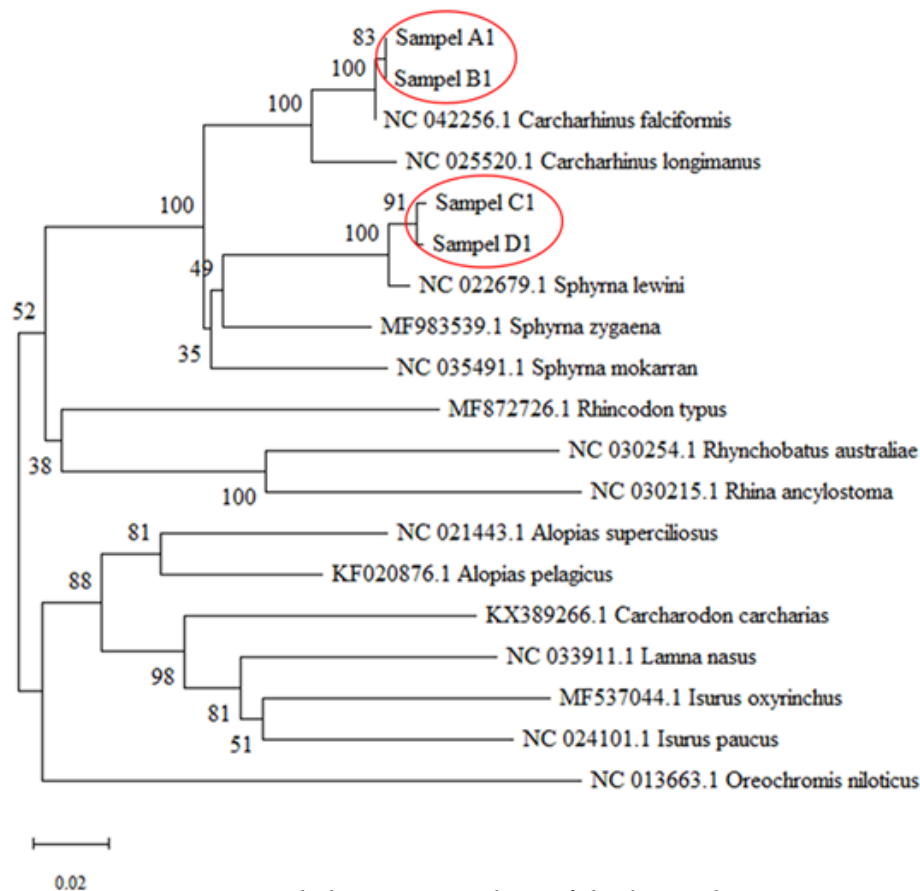 83
Sampel A1
100
Sampel B1
100
NC 042256.1 Carcharhinus falciformis
NC 025520.1 Carcharhinus longimanus
100
91
Sampel C1
100
Sampel D1
49
NC 022679.1 Sphyrna lewini
52
MF983539.1 Sphyrna zygaena
35
NC 035491.1 Sphyrna mokarran
MF872726.1 Rhincodon typus
38
NC 030254.1 Rhynchobatus australiae
100
NC 030215.1 Rhina ancylostoma
81
NC 021443.1 Alopias superciliosus
88
KF020876.1 Alopias pelagicus
KX389266.1 Carcharodon carcharias
98
NC 033911.1 Lamna nasus
81
MF537044.1 Isurus oxyrinchus
51
NC 024101.1 Isurus paucus
NC 013663.1 Oreochromis niloticus
0.02